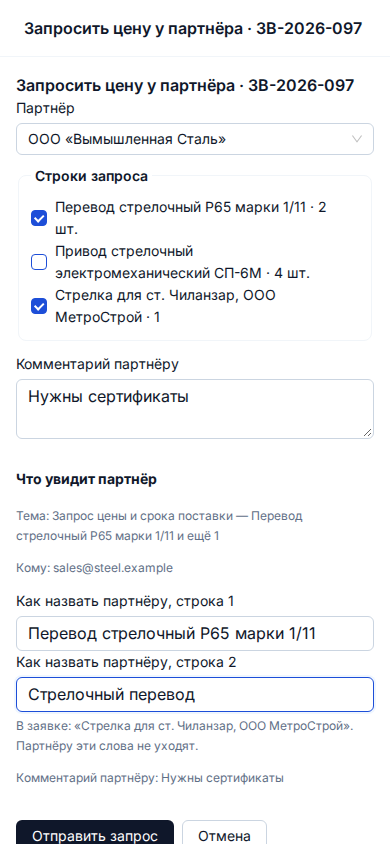 Запросить цену у партнёра · ЗВ-2026-097
Запросить цену у партнёра · ЗВ-2026-097
Партнёр
ООО «Вымышленная Сталь»
Строки запроса
Перевод стрелочный Р65 марки 1/11 · 2
шт.
Привод стрелочный
электромеханический СП-6М · 4 шт.
Стрелка для ст. Чиланзар, ООО
МетроСтрой · 1
Комментарий партнёру
Нужны сертификаты
Что увидит партнёр
Тема: Запрос цены и срока поставки — Перевод
стрелочный Р65 марки 1/11 и ещё 1
Кому: sales@steel.example
Как назвать партнёру, строка 1
Перевод стрелочный Р65 марки 1/11
Как назвать партнёру, строка 2
Стрелочный перевод
В заявке: «Стрелка для ст. Чиланзар, ООО МетроСтрой».
Партнёру эти слова не уходят.
Комментарий партнёру: Нужны сертификаты
Отправить запрос
Отмена